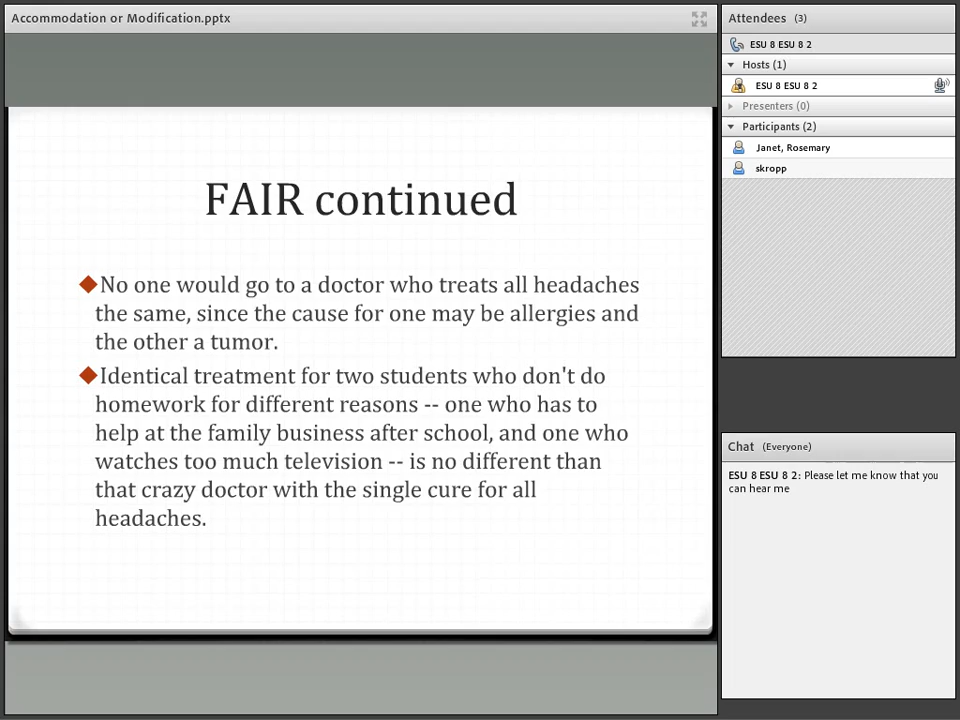 Accommodation or Modification.pptx
FAIR continued
No one would go to a doctor who treats all headaches
the same, since the cause for one may be allergies and
the other a tumor.
Identical treatment for two students who don't do
homework for different reasons -- one who has to
help at the family business after school, and one who
watches too much television -- is no different than
that crazy doctor with the single cure for all
headaches.
Attendees (3)
ESU 8 ESU 8 2
Hosts (1)
ESU 8 ESU 8 2
Presenters (0)
Participants (2)
Janet, Rosemary
skropp
Chat (Everyone)
ESU 8 ESU 8 2: Please let me know that you
can hear me